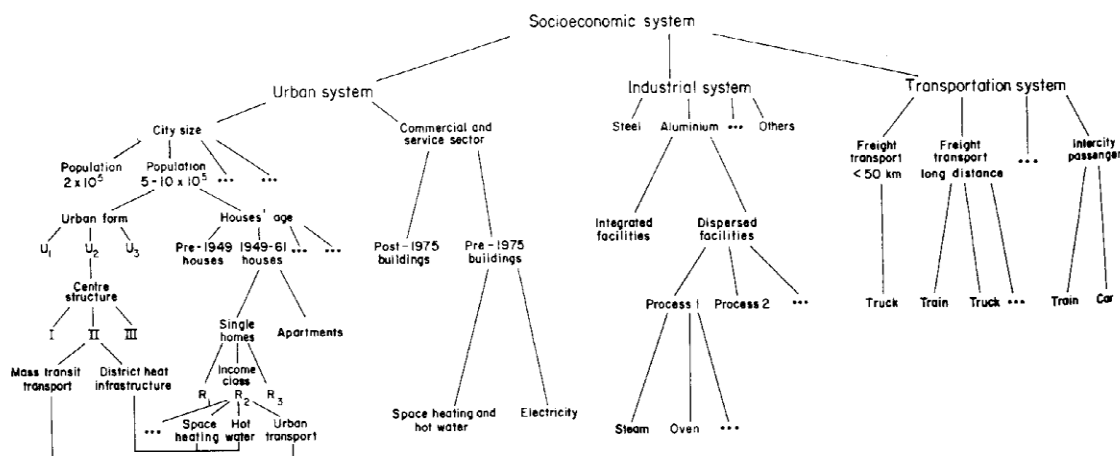 Socioeconomic system
Urban system
Industrial system
Transportation system
City size
Commercial and
service sector
Steel
Aluminium
•••
Others
Freight
transport
< 50 km
Freight
transport
long distance
•••
Intercity
passenger
Population
2 x 10⁵
Population
5-10 x 10⁵
•••
•••
Urban form
Houses' age
Integrated
facilities
Dispersed
facilities
U₁
U₂
U₃
Pre-1949
houses
1949-61
houses
•••
•••
Post-1975
buildings
Pre-1975
buildings
Centre
structure
Process 1
Process 2
•••
Truck
Train
Truck
•••
Train
Car
I
II
III
Single
homes
Apartments
Mass transit
transport
District heat
infrastructure
Income
class
R₁
R₂
R₃
Space heating and
hot water
Electricity
•••
Space
heating
Hot
water
Urban
transport
Steam
Oven
•••